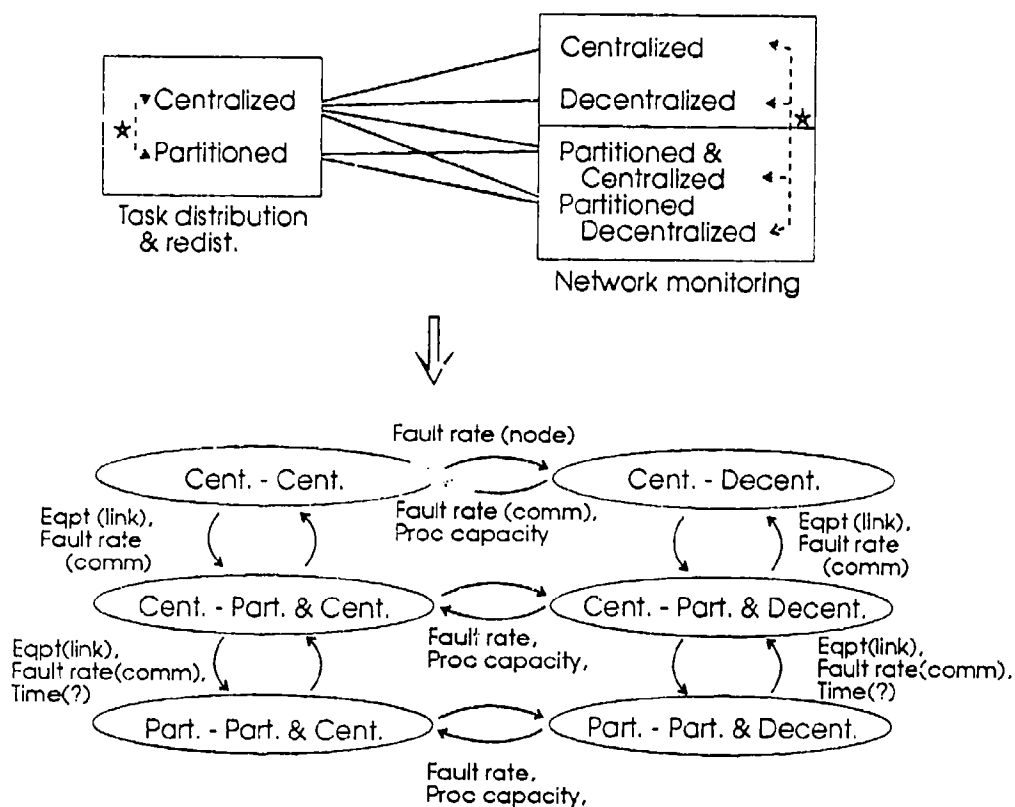 Centralized
Partitioned
Task distribution
& redist.
Centralized
Decentralized
Partitioned &
Centralized
Partitioned
Decentralized
Network monitoring
Fault rate (node)
Cent. - Cent.
Cent. - Decent.
Fault rate (comm),
Proc capacity
Eqpt (link),
Fault rate
(comm)
Eqpt (link),
Fault rate
(comm)
Cent. - Part. & Cent.
Cent. - Part. & Decent.
Fault rate,
Proc capacity,
Eqpt(link),
Fault rate(comm),
Time(?)
Eqpt(link),
Fault rate(comm),
Time(?)
Part. - Part. & Cent.
Part. - Part. & Decent.
Fault rate,
Proc capacity,